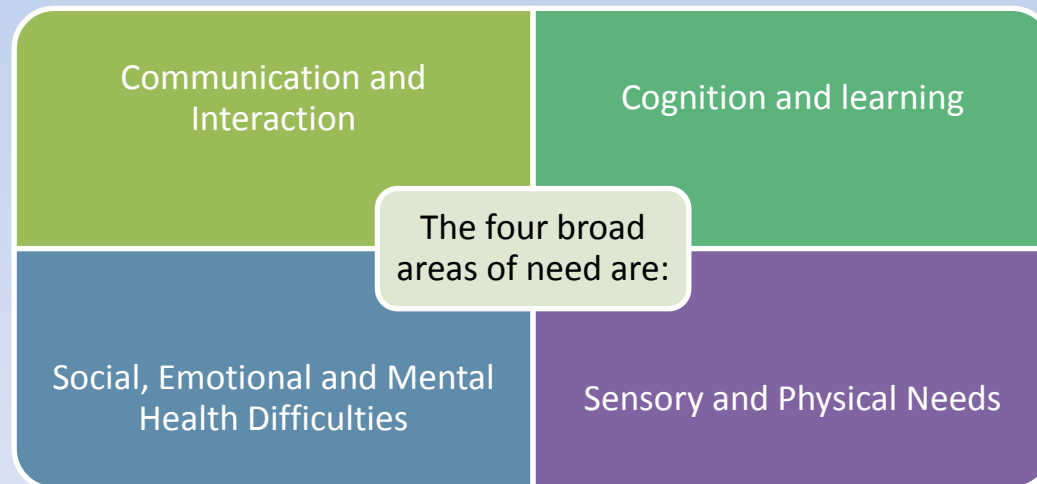 Communication and
Interaction
Cognition and learning
The four broad
areas of need are:
Social, Emotional and Mental
Health Difficulties
Sensory and Physical Needs